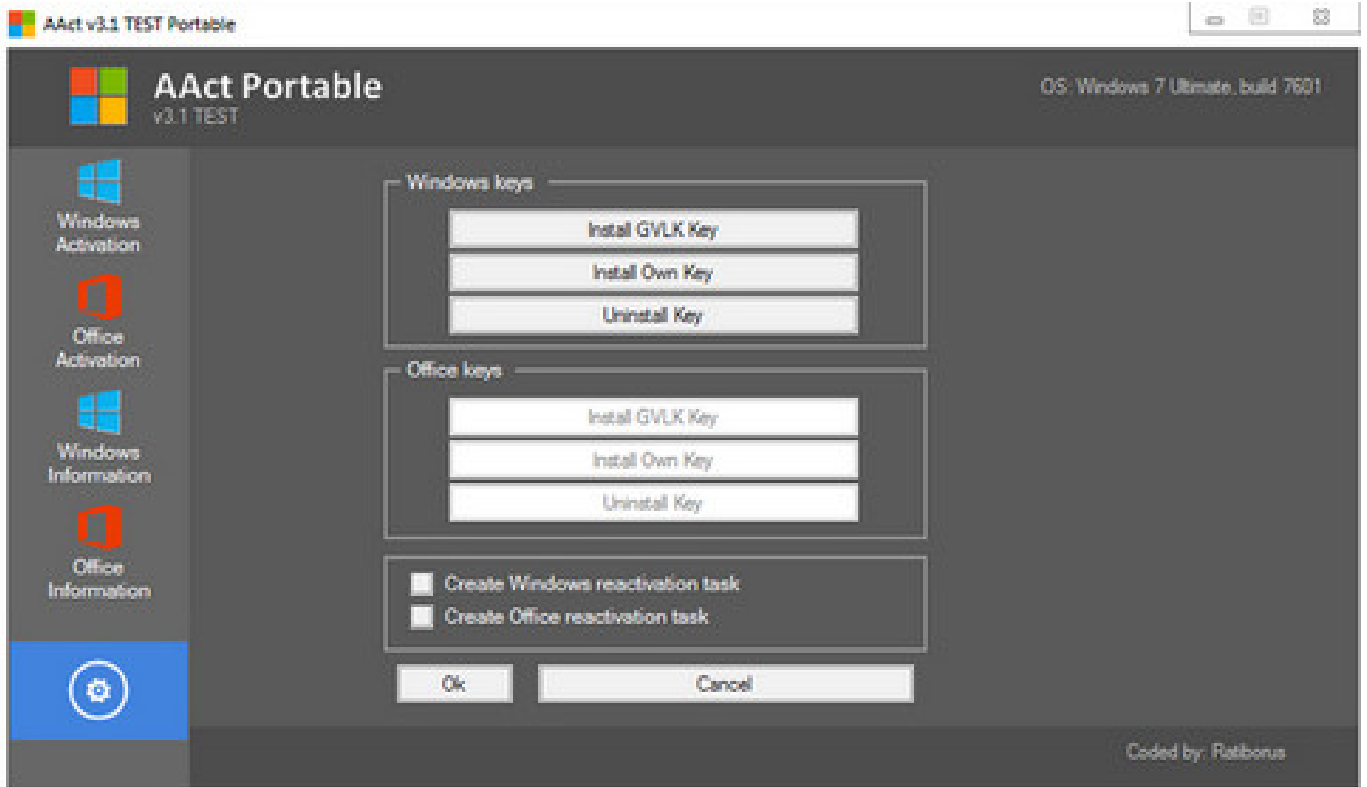 AAct v3.1 TEST Portable
AAct Portable
v3.1 TEST
OS: Windows 7 Ultimate, build 7601
Windows
Activation
Office
Activation
Windows
Information
Office
Information
Windows keys
Install GVLK Key
Install Own Key
Uninstall Key
Office keys
Install GVLK Key
Install Own Key
Uninstall Key
Create Windows reactivation task
Create Office reactivation task
Ok
Cancel
Coded by: Ratiborus